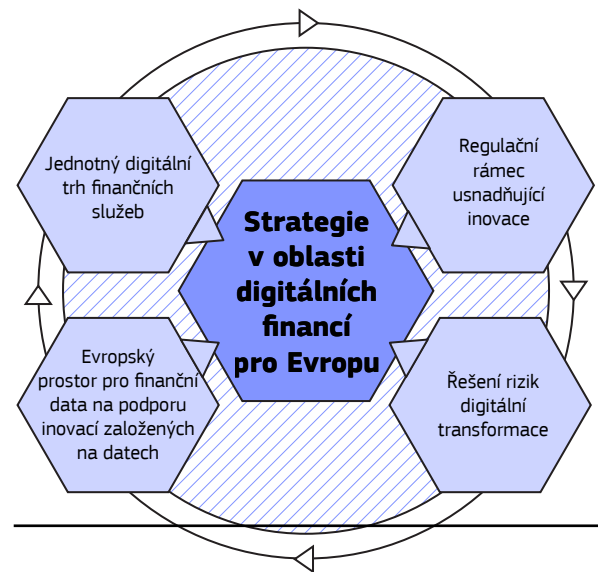 Jednotný digitální
trh finančních
služeb
Regulační
rámec
usnadňující
inovace
Strategie
v oblasti
digitálních
financí
pro Evropu
Evropský
prostor pro finanční
data na podporu
inovací založených
na datech
Řešení rizik
digitální
transformace